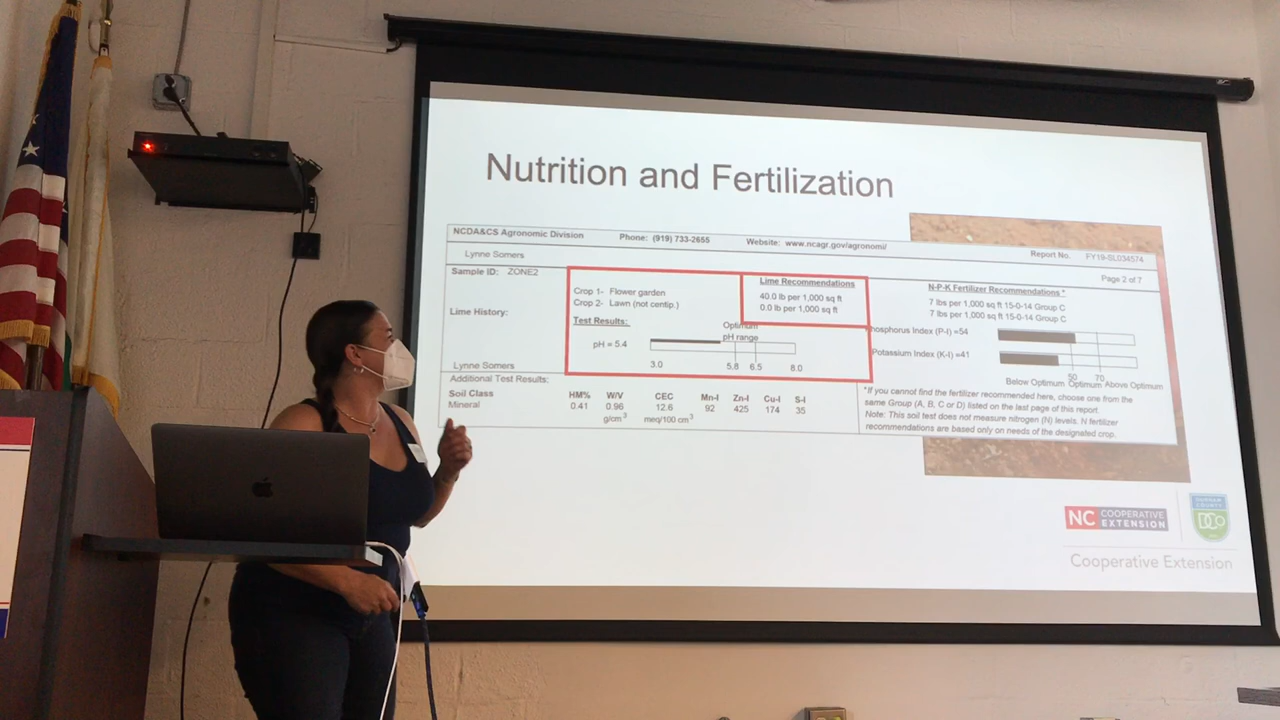 Nutrition and Fertilization
NCDA&CS Agronomic Division Phone: (919) 733-2655 Website: www.ncagr.gov/agronomi/
Lynne Somers Report No. FY19-SL034574
Sample ID: ZONE2 Page 2 of 7
Lime History:
Crop 1- Flower garden
Crop 2- Lawn (not centip.)
Test Results:
pH = 5.4
Optimum
pH range
3.0 5.8 6.5 8.0
Lime Recommendations
40.0 lb per 1,000 sq ft
0.0 lb per 1,000 sq ft
N-P-K Fertilizer Recommendations *
7 lbs per 1,000 sq ft 15-0-14 Group C
7 lbs per 1,000 sq ft 15-0-14 Group C
Phosphorus Index (P-I) =54
Potassium Index (K-I) =41
50 70
Below Optimum Optimum Above Optimum
Lynne Somers
Additional Test Results:
Soil Class HM% W/V CEC Mn-I Zn-I Cu-I S-I
Mineral 0.41 0.96 12.6 92 425 174 35
g/cm³ meq/100 cm³
*If you cannot find the fertilizer recommended here, choose one from the
same Group (A, B, C or D) listed on the last page of this report.
Note: This soil test does not measure nitrogen (N) levels. N fertilizer
recommendations are based only on needs of the designated crop.
NC COOPERATIVE
EXTENSION
DURHAM
COUNTY
DCo
Cooperative Extension